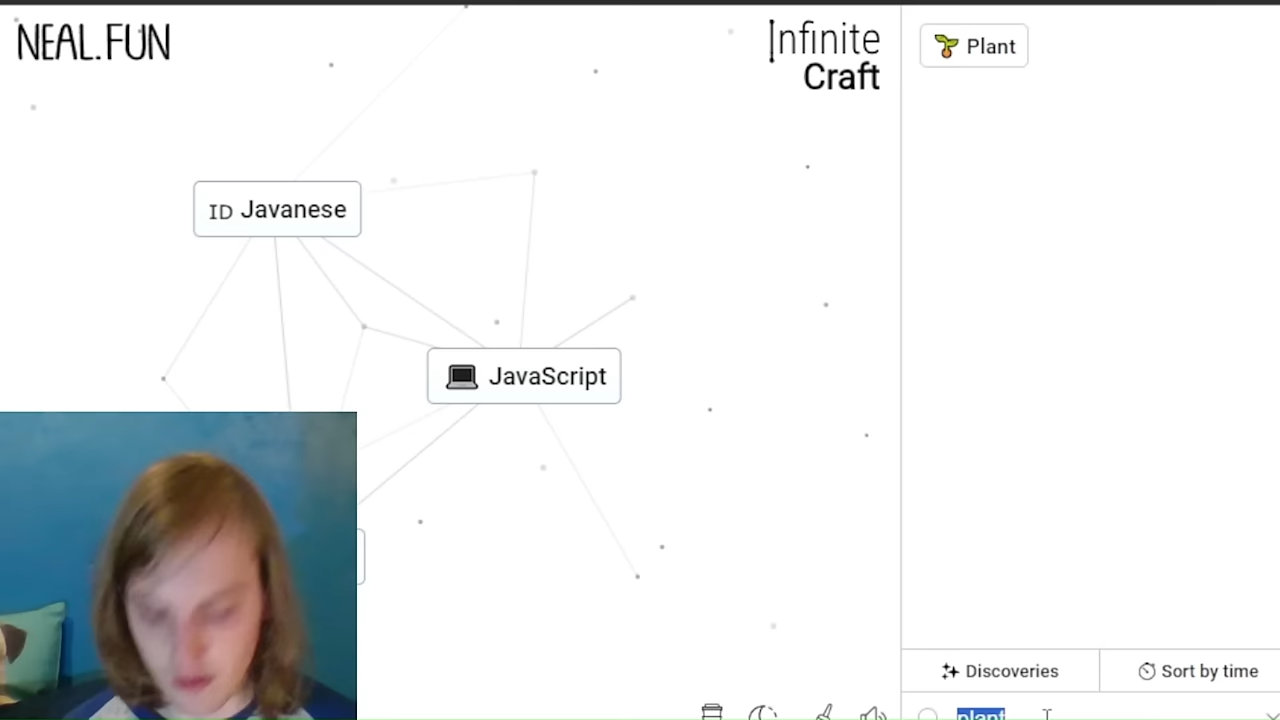 NEAL.FUN
Infinite
Craft
Plant
ID Javanese
JavaScript
Discoveries
Sort by time
plant